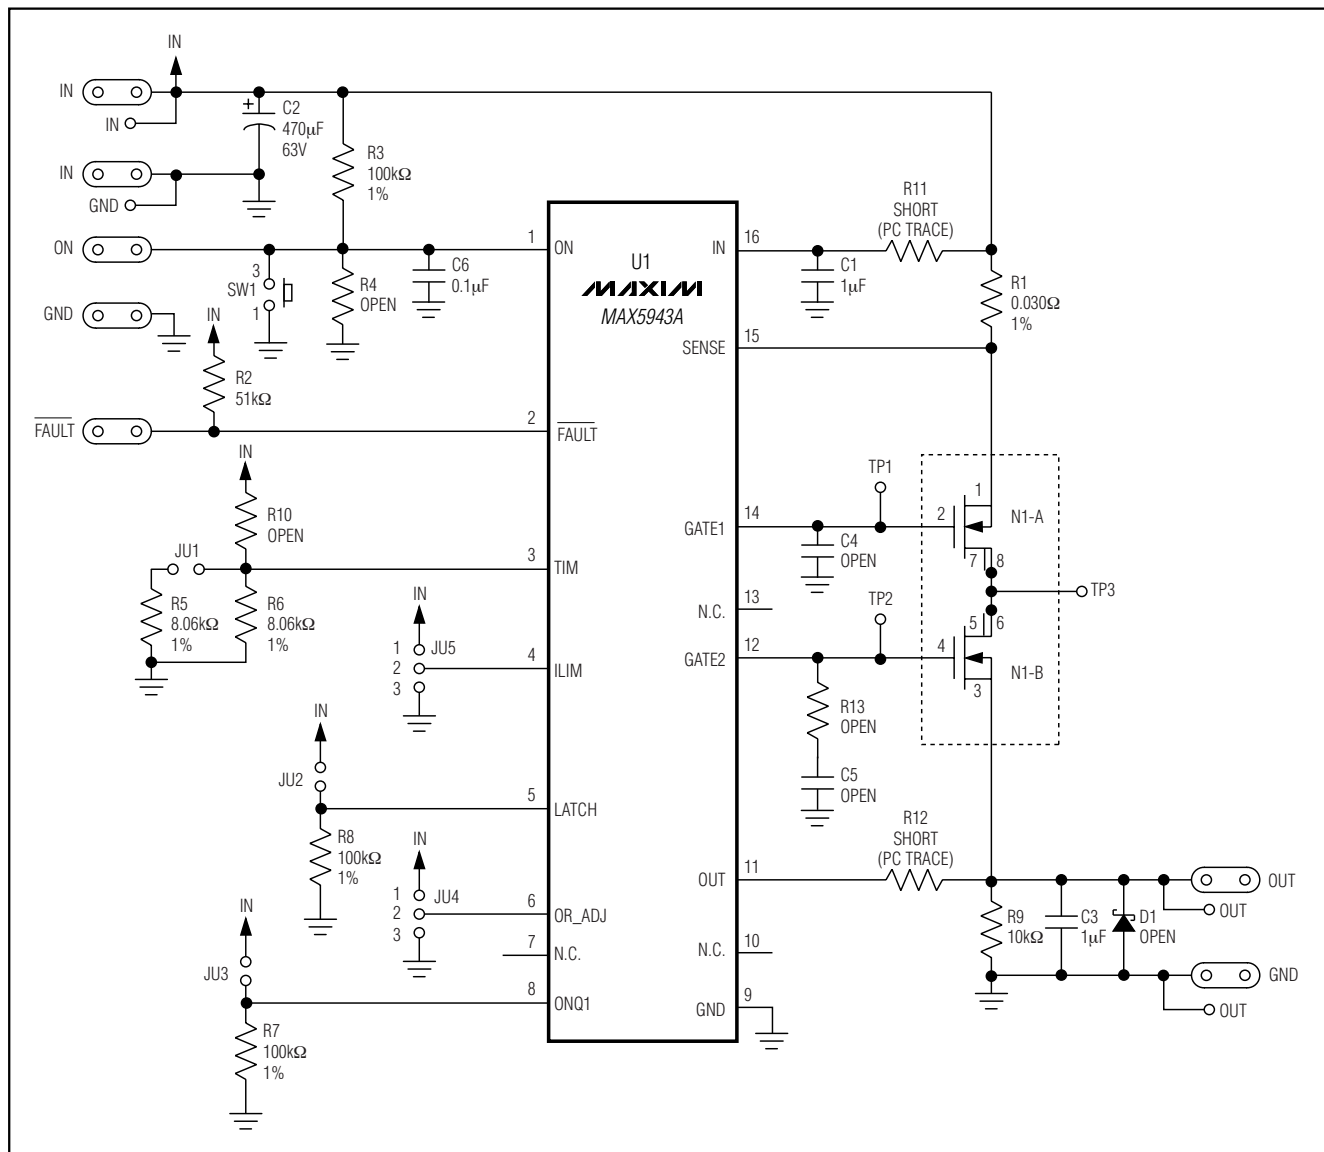 IN
IN
IN
+
C2
470µF
63V
IN
GND
R3
100kΩ
1%
ON
3
SW1
1
R4
OPEN
C6
0.1µF
GND
IN
R2
51kΩ
FAULT
IN
R10
OPEN
JU1
R5
8.06kΩ
1%
R6
8.06kΩ
1%
IN
1
2
3
JU5
IN
JU2
R8
100kΩ
1%
IN
1
2
3
JU4
IN
JU3
R7
100kΩ
1%
U1
MAXIM
MAX5943A
1
ON
2
FAULT
3
TIM
4
ILIM
5
LATCH
6
OR_ADJ
7
N.C.
8
ONQ1
IN
16
SENSE
15
GATE1
14
N.C.
13
GATE2
12
OUT
11
N.C.
10
GND
9
C1
1µF
R11
SHORT
(PC TRACE)
R1
0.030Ω
1%
TP1
C4
OPEN
TP2
R13
OPEN
C5
OPEN
1
2
N1-A
7
8
TP3
5
6
4
N1-B
3
R12
SHORT
(PC TRACE)
R9
10kΩ
C3
1µF
D1
OPEN
OUT
OUT
GND
OUT